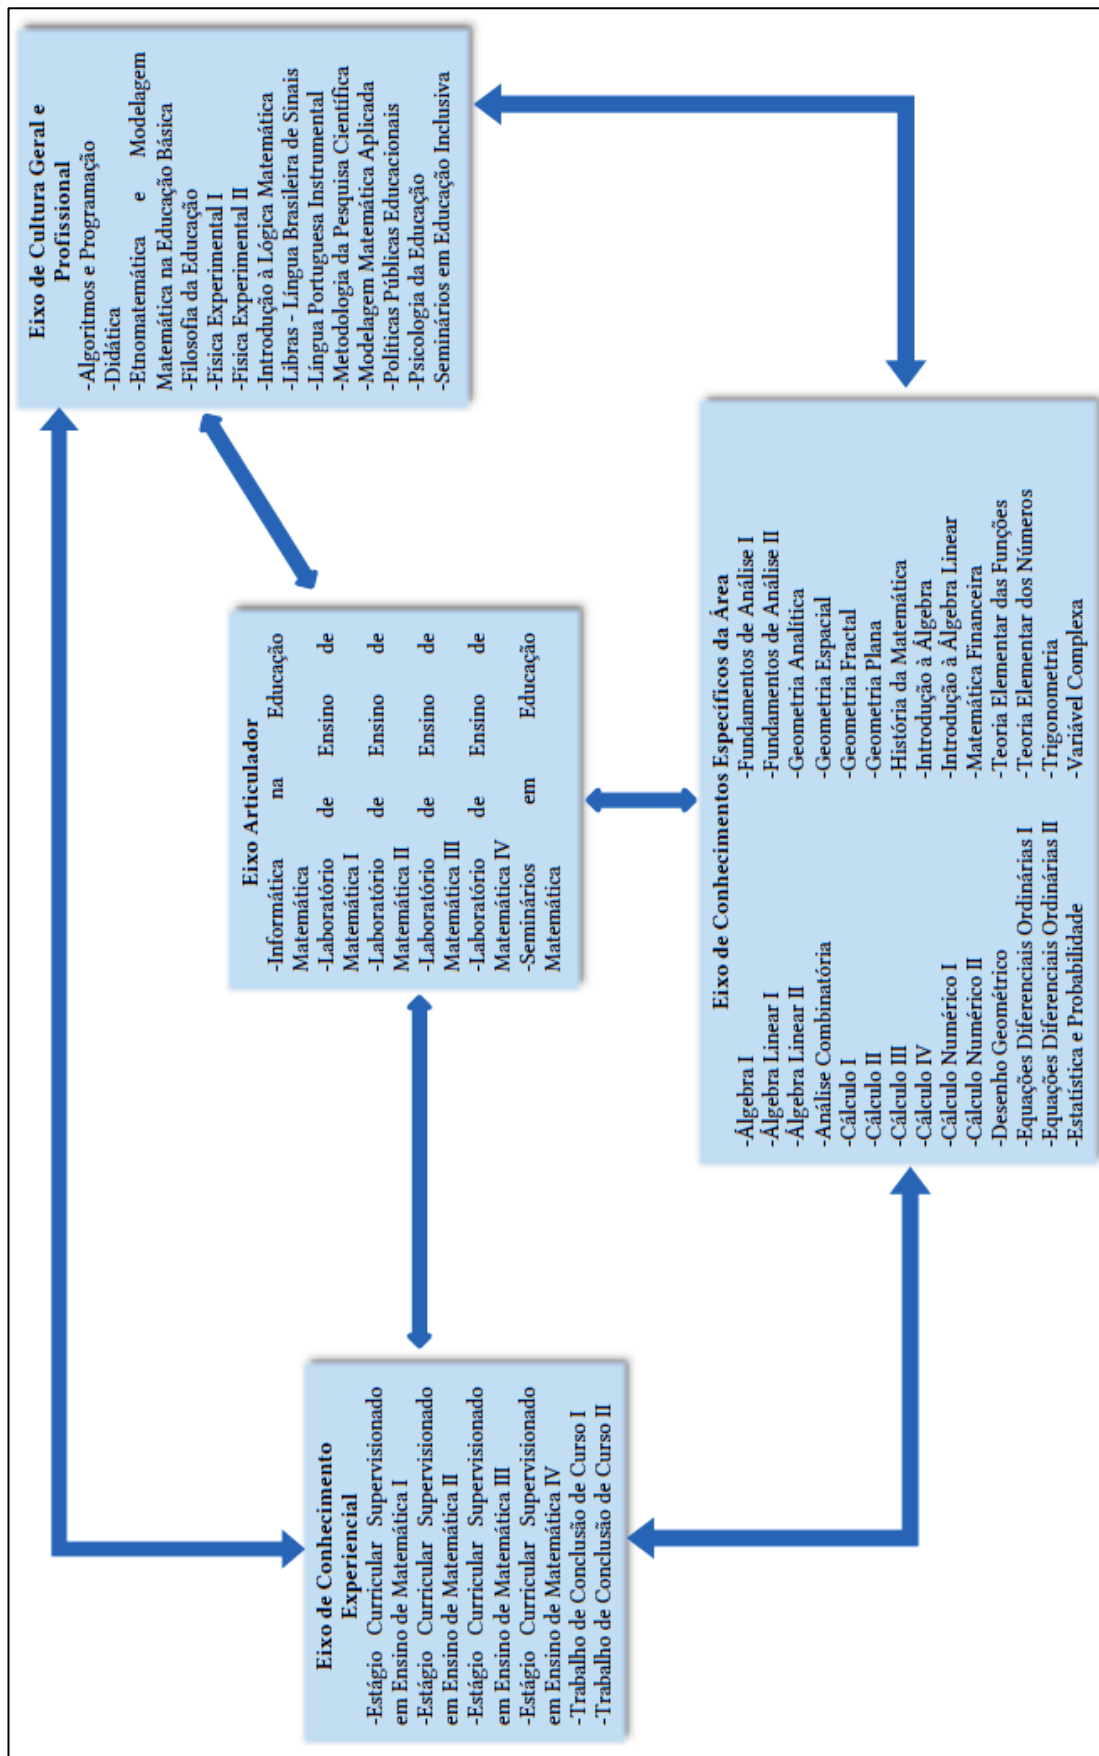 Eixo de Conhecimento
Experiencial
-Estágio Curricular Supervisionado
em Ensino de Matemática I
-Estágio Curricular Supervisionado
em Ensino de Matemática II
-Estágio Curricular Supervisionado
em Ensino de Matemática III
-Estágio Curricular Supervisionado
em Ensino de Matemática IV
-Trabalho de Conclusão de Curso I
-Trabalho de Conclusão de Curso II
Eixo Articulador
-Informática na Educação
Matemática
-Laboratório de Ensino de
Matemática I
-Laboratório de Ensino de
Matemática II
-Laboratório de Ensino de
Matemática III
-Laboratório de Ensino de
Matemática IV
-Seminários em Educação
Matemática
Eixo de Cultura Geral e
Profissional
-Algoritmos e Programação
-Didática
-Etnomatemática e Modelagem
Matemática na Educação Básica
-Filosofia da Educação
-Física Experimental I
-Física Experimental II
-Introdução à Lógica Matemática
-Libras - Língua Brasileira de Sinais
-Língua Portuguesa Instrumental
-Metodologia da Pesquisa Científica
-Modelagem Matemática Aplicada
-Políticas Públicas Educacionais
-Psicologia da Educação
-Seminários em Educação Inclusiva
Eixo de Conhecimentos Específicos da Área
-Álgebra I
-Álgebra Linear I
-Álgebra Linear II
-Análise Combinatória
-Cálculo I
-Cálculo II
-Cálculo III
-Cálculo IV
-Cálculo Numérico I
-Cálculo Numérico II
-Desenho Geométrico
-Equações Diferenciais Ordinárias I
-Equações Diferenciais Ordinárias II
-Estatística e Probabilidade
-Fundamentos de Análise I
-Fundamentos de Análise II
-Geometria Analítica
-Geometria Espacial
-Geometria Fractal
-Geometria Plana
-História da Matemática
-Introdução à Álgebra
-Introdução à Álgebra Linear
-Matemática Financeira
-Teoria Elementar das Funções
-Teoria Elementar dos Números
-Trigonometria
-Variável Complexa